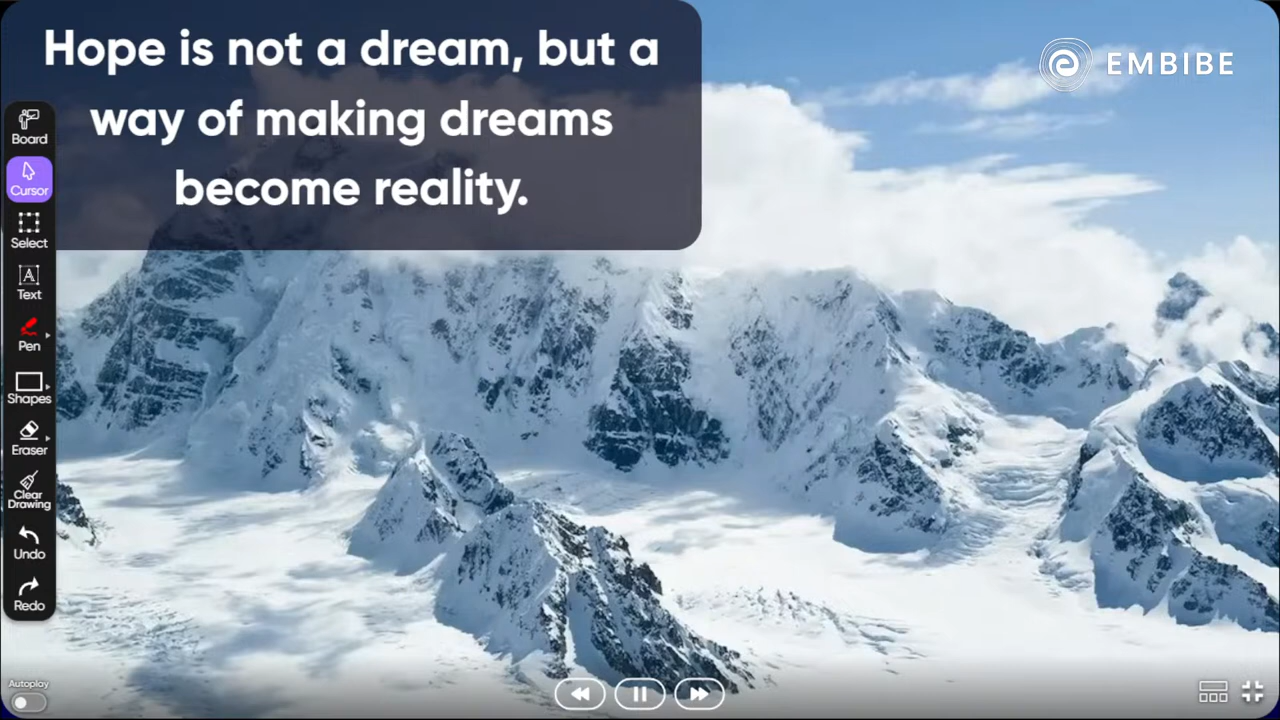 Hope is not a dream, but a
way of making dreams
become reality.
EMBIBE
Board
Cursor
Select
A
Text
Pen
Shapes
Eraser
Clear
Drawing
Undo
Redo
Autoplay